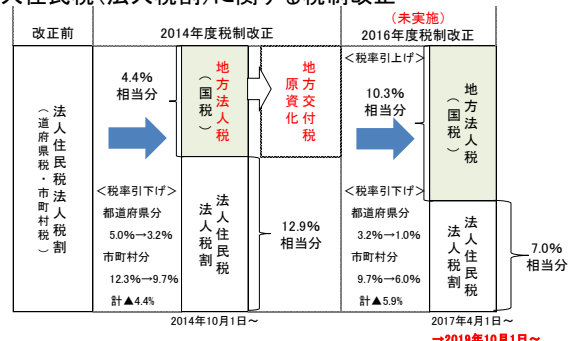 人住民税(法人税割)に関する税制改正
改正前
2014年度税制改正
(未実施)
2016年度税制改正
法人住民税法人税割
(道府県税・市町村税)
4.4%
相当分
<税率引下げ>
都道府県分
5.0%→3.2%
市町村分
12.3%→9.7%
計▲4.4%
地方法人税
(国税)
法人住民税
法人税割
2014年10月1日~
地方交付税
原資化
12.9%
相当分
<税率引上げ>
10.3%
相当分
<税率引下げ>
都道府県分
3.2%→1.0%
市町村分
9.7%→6.0%
計▲5.9%
地方法人税
(国税)
法人住民税
法人税割
7.0%
相当分
2017年4月1日~
→2019年10月1日~